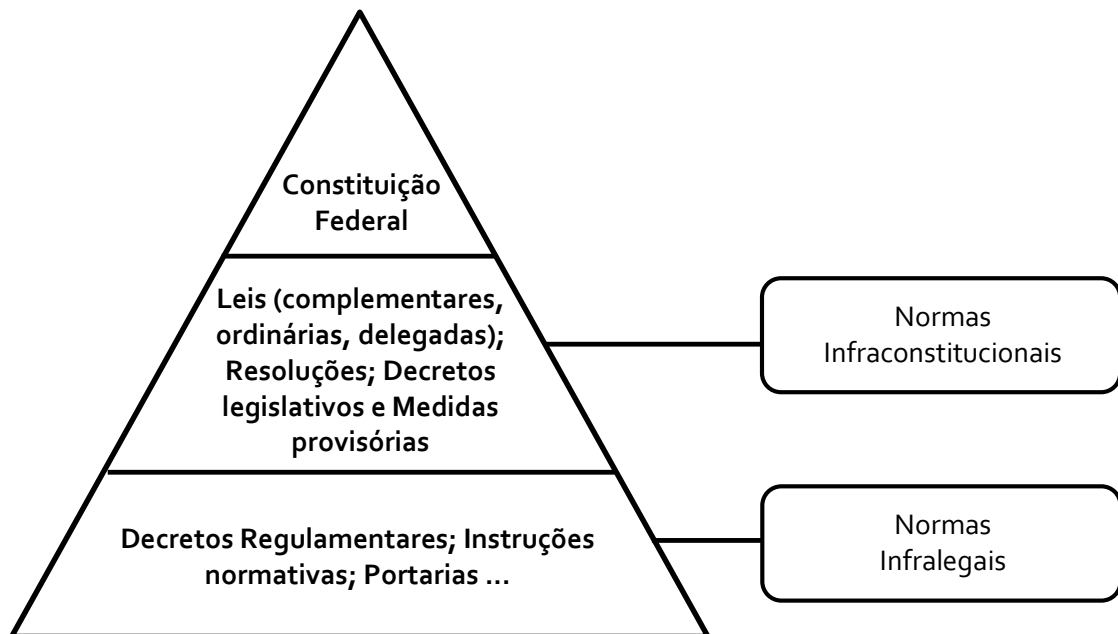 Constituição
Federal
Leis (complementares,
ordinárias, delegadas);
Resoluções; Decretos
legislativos e Medidas
provisórias
Normas
Infraconstitucionais
Decretos Regulamentares; Instruções
normativas; Portarias ...
Normas
Infralegais